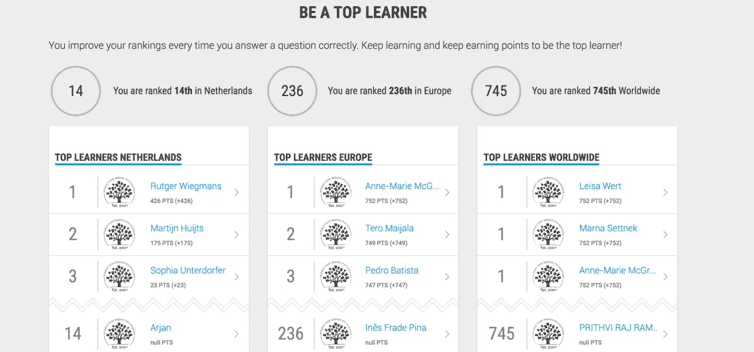 BE A TOP LEARNER
You improve your rankings every time you answer a question correctly. Keep learning and keep earning points to be the top learner!
14
You are ranked 14th in Netherlands
236
You are ranked 236th in Europe
745
You are ranked 745th Worldwide
TOP LEARNERS NETHERLANDS
1
Rutger Wiegmans
426 PTS (+426)
2
Martijn Huijts
175 PTS (+175)
3
Sophia Unterdorfer
23 PTS (+23)
14
Arjan
null PTS
TOP LEARNERS EUROPE
1
Anne-Marie McG...
752 PTS (+752)
2
Tero Maijala
749 PTS (+749)
3
Pedro Batista
747 PTS (+747)
236
Inês Frade Pina
null PTS
TOP LEARNERS WORLDWIDE
1
Leisa Wert
752 PTS (+752)
1
Marna Settnek
752 PTS (+752)
1
Anne-Marie McGr...
752 PTS (+752)
745
PRITHVI RAJ RAM...
null PTS